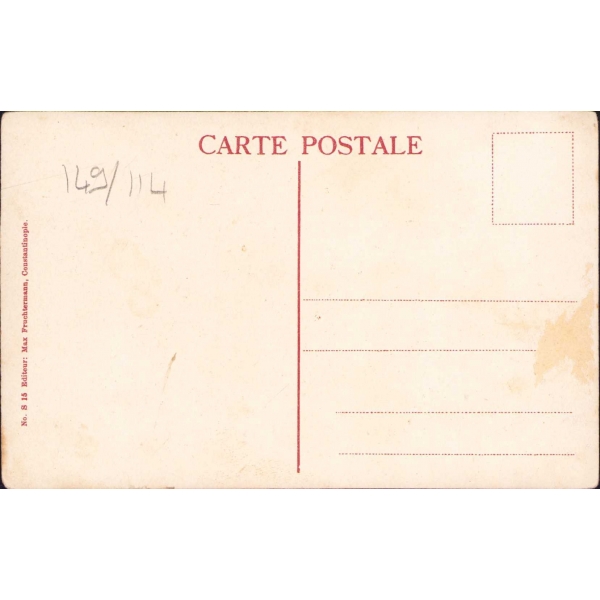 CARTE POSTALE
149/114
No. S 15 Editeur: Max Fruchtermann, Constantinople.